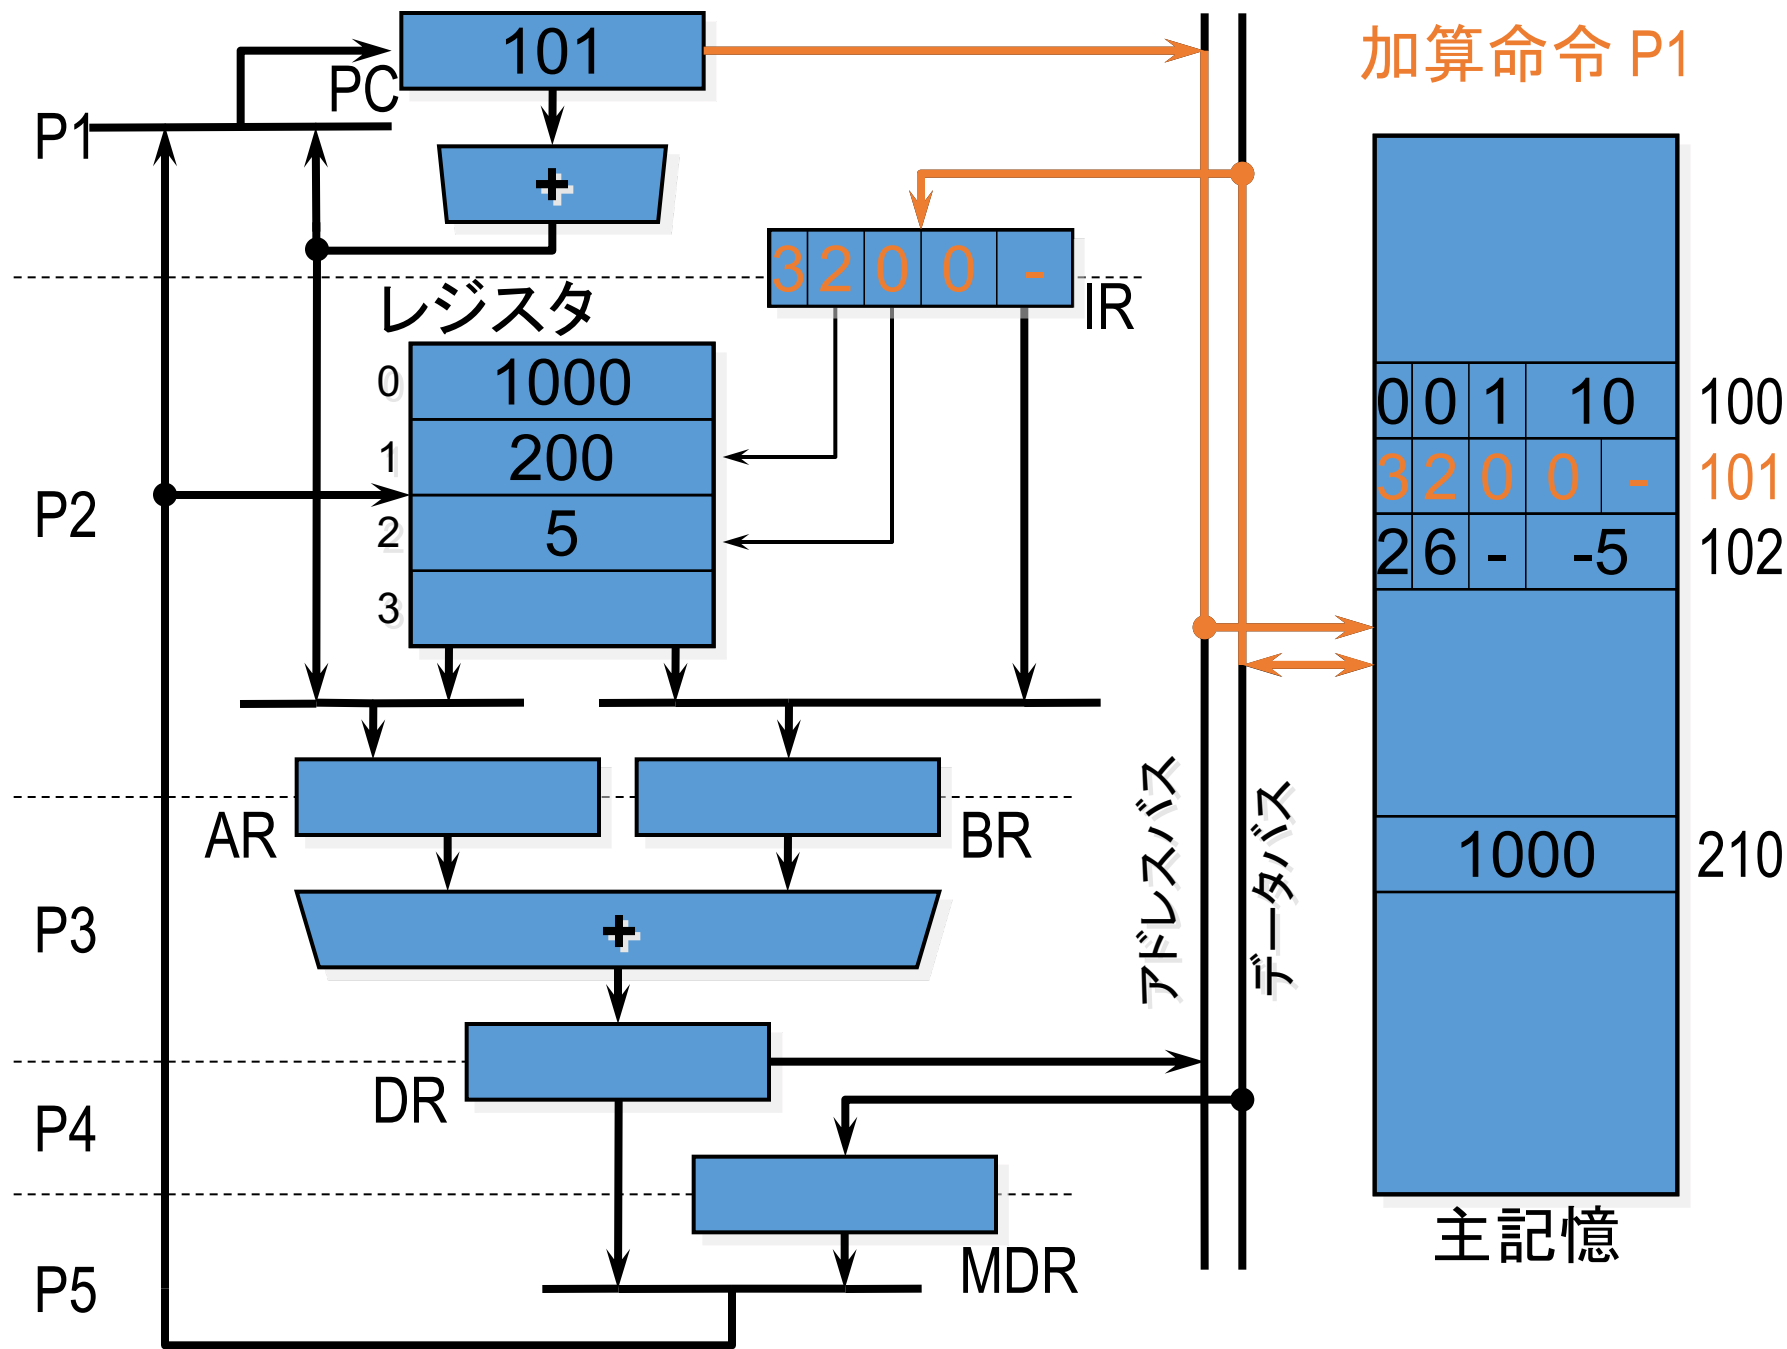 101
加算命令 P1
PC
P1
+
3 2 0 0 -
IR
レジスタ
0 1000
1 200
2 5
3
P2
0 0 1 10 100
3 2 0 0 - 101
2 6 - -5 102
AR
BR
アドレスバス
データバス
1000 210
P3
+
DR
P4
主記憶
MDR
P5